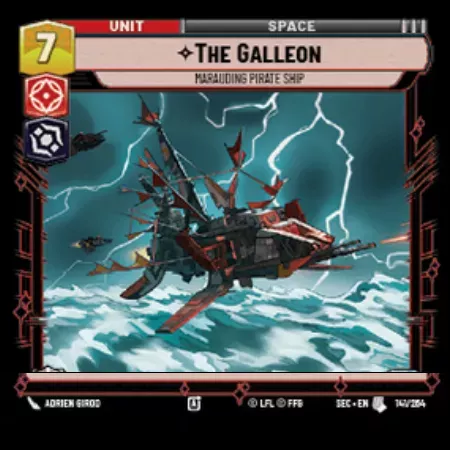 7
UNIT
SPACE
THE GALLEON
MARAUDING PIRATE SHIP
ADRIEN GIROD
© LFL ℗ FFG
SEC • EN
141/264